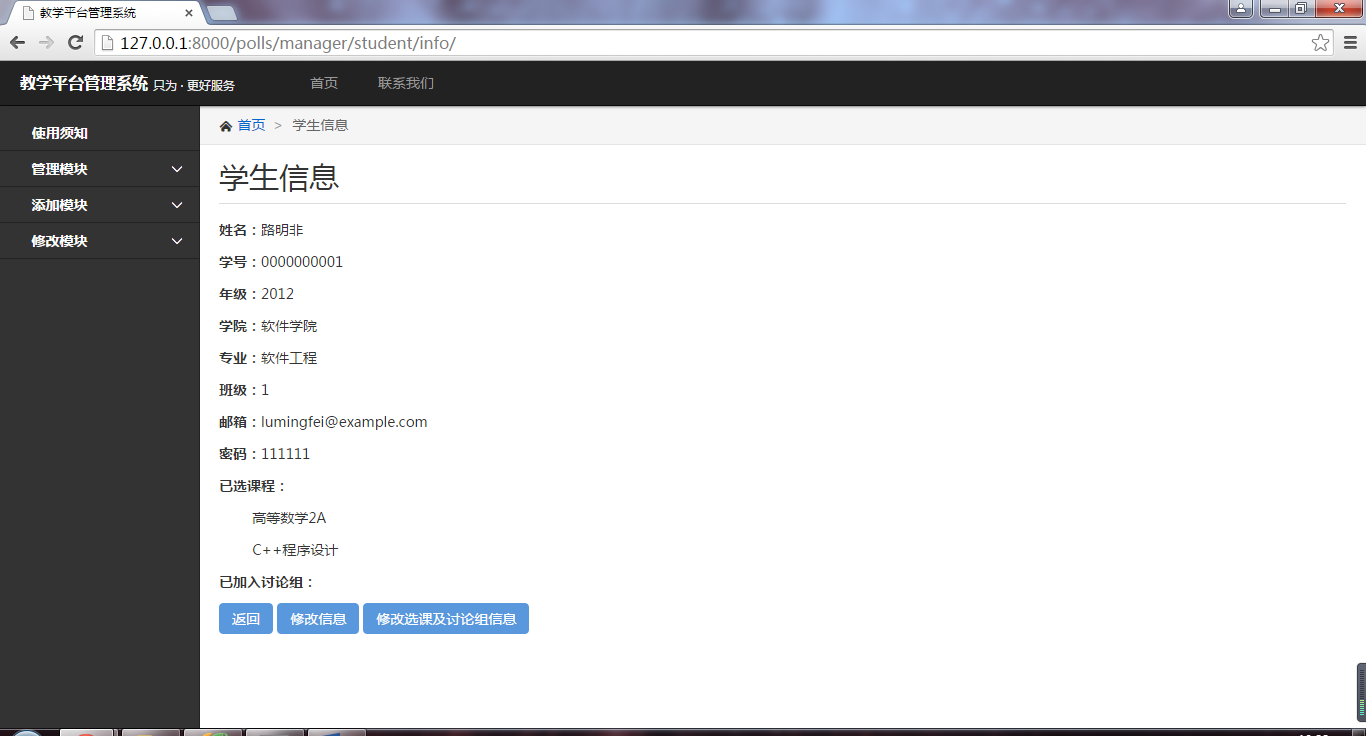 教学平台管理系统
127.0.0.1:8000/polls/manager/student/info/
教学平台管理系统 只为 · 更好服务 首页 联系我们
使用须知
管理模块
添加模块
修改模块
首页 > 学生信息
学生信息
姓名：路明非
学号：0000000001
年级：2012
学院：软件学院
专业：软件工程
班级：1
邮箱：lumingfei@example.com
密码：111111
已选课程：
高等数学2A
C++程序设计
已加入讨论组：
返回 修改信息 修改选课及讨论组信息